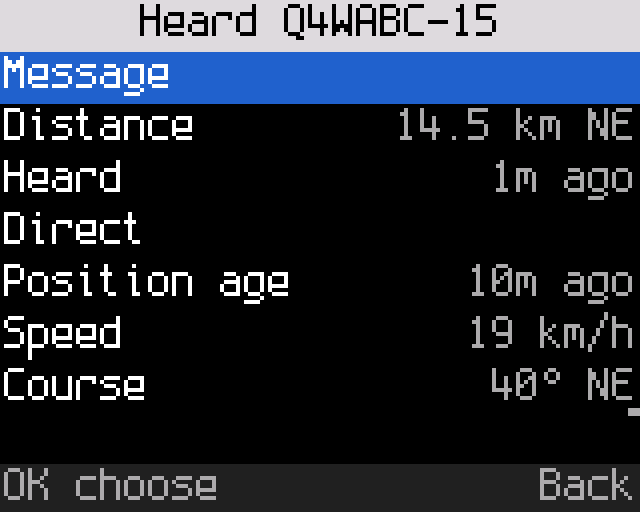 Heard Q4WABC-15
Message
Distance 14.5 km NE
Heard 1m ago
Direct
Position age 10m ago
Speed 19 km/h
Course 40° NE
OK choose Back